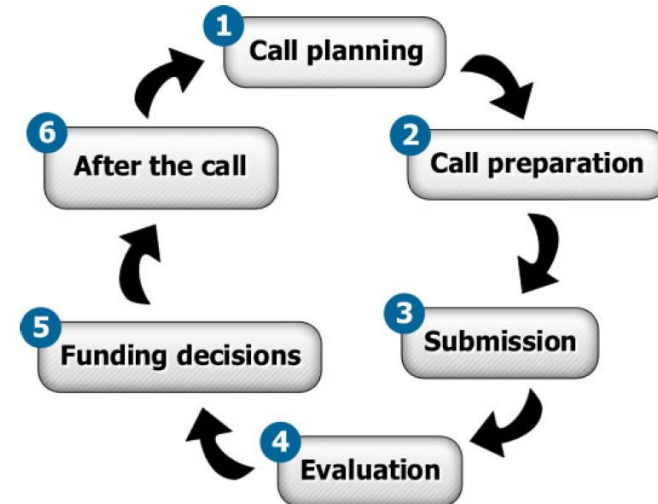 1
Call planning
2
Call preparation
3
Submission
4
Evaluation
5
Funding decisions
6
After the call